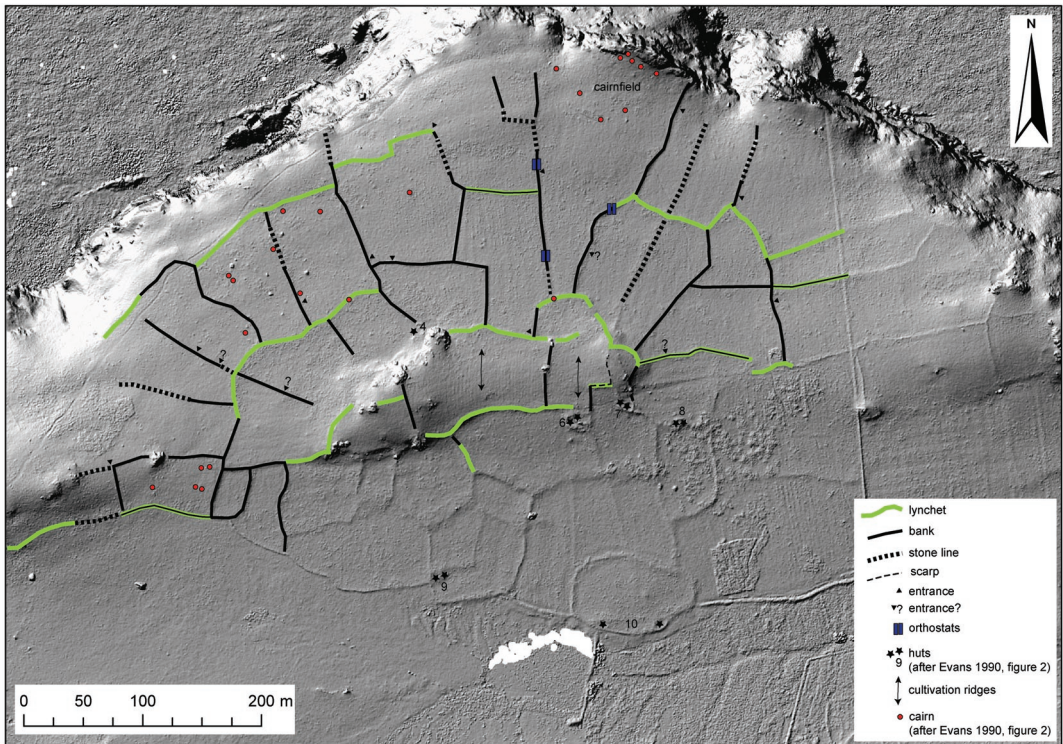 N
cairnfield
?
4
?
?
?
6
7
8
9
10
lynchet
bank
stone line
scarp
entrance
? entrance?
orthostats
huts
9 (after Evans 1990, figure 2)
cultivation ridges
cairn
(after Evans 1990, figure 2)
0 50 100 200 m